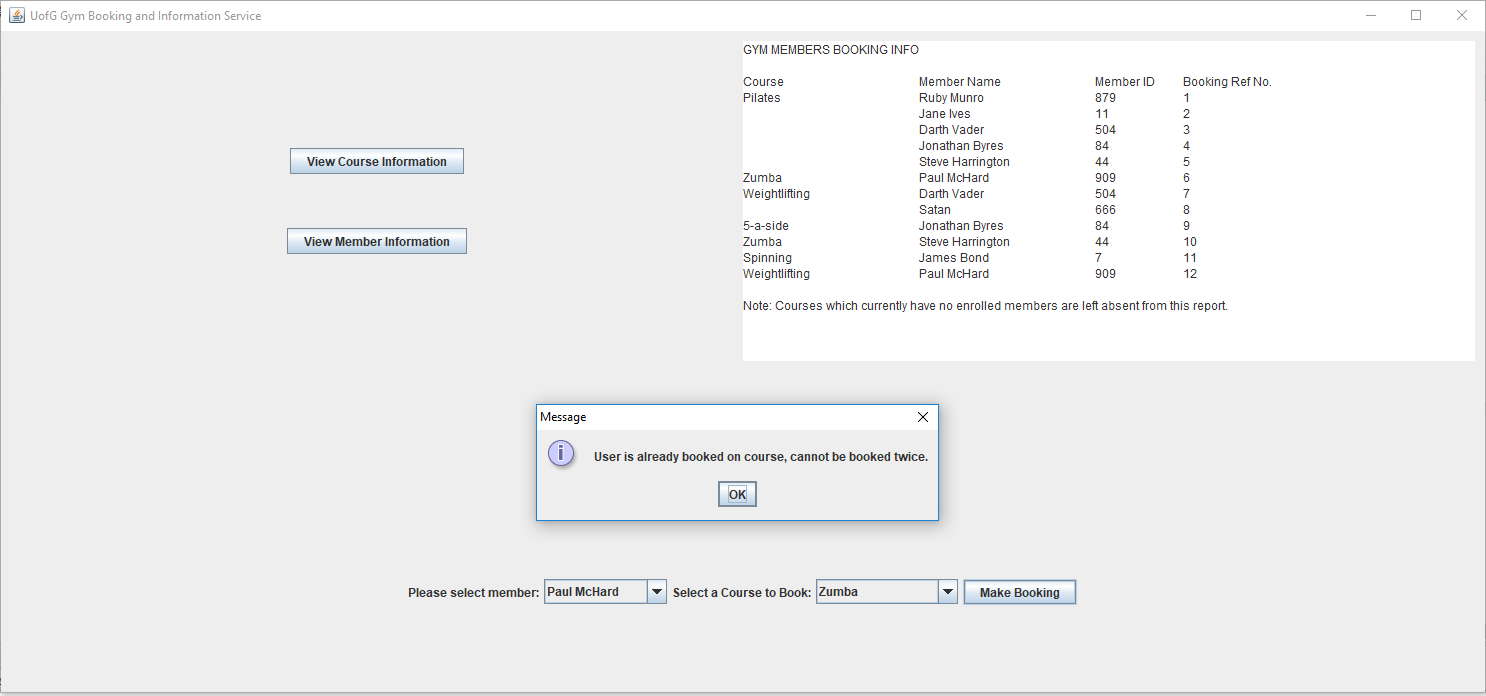 UofG Gym Booking and Information Service
GYM MEMBERS BOOKING INFO
Course Member Name Member ID Booking Ref No.
Pilates Ruby Munro 879 1
Jane Ives 11 2
Darth Vader 504 3
Jonathan Byres 84 4
Steve Harrington 44 5
Zumba Paul McHard 909 6
Weightlifting Darth Vader 504 7
Satan 666 8
5-a-side Jonathan Byres 84 9
Zumba Steve Harrington 44 10
Spinning James Bond 7 11
Weightlifting Paul McHard 909 12
Note: Courses which currently have no enrolled members are left absent from this report.
View Course Information
View Member Information
Message
User is already booked on course, cannot be booked twice.
OK
Please select member: Paul McHard Select a Course to Book: Zumba Make Booking